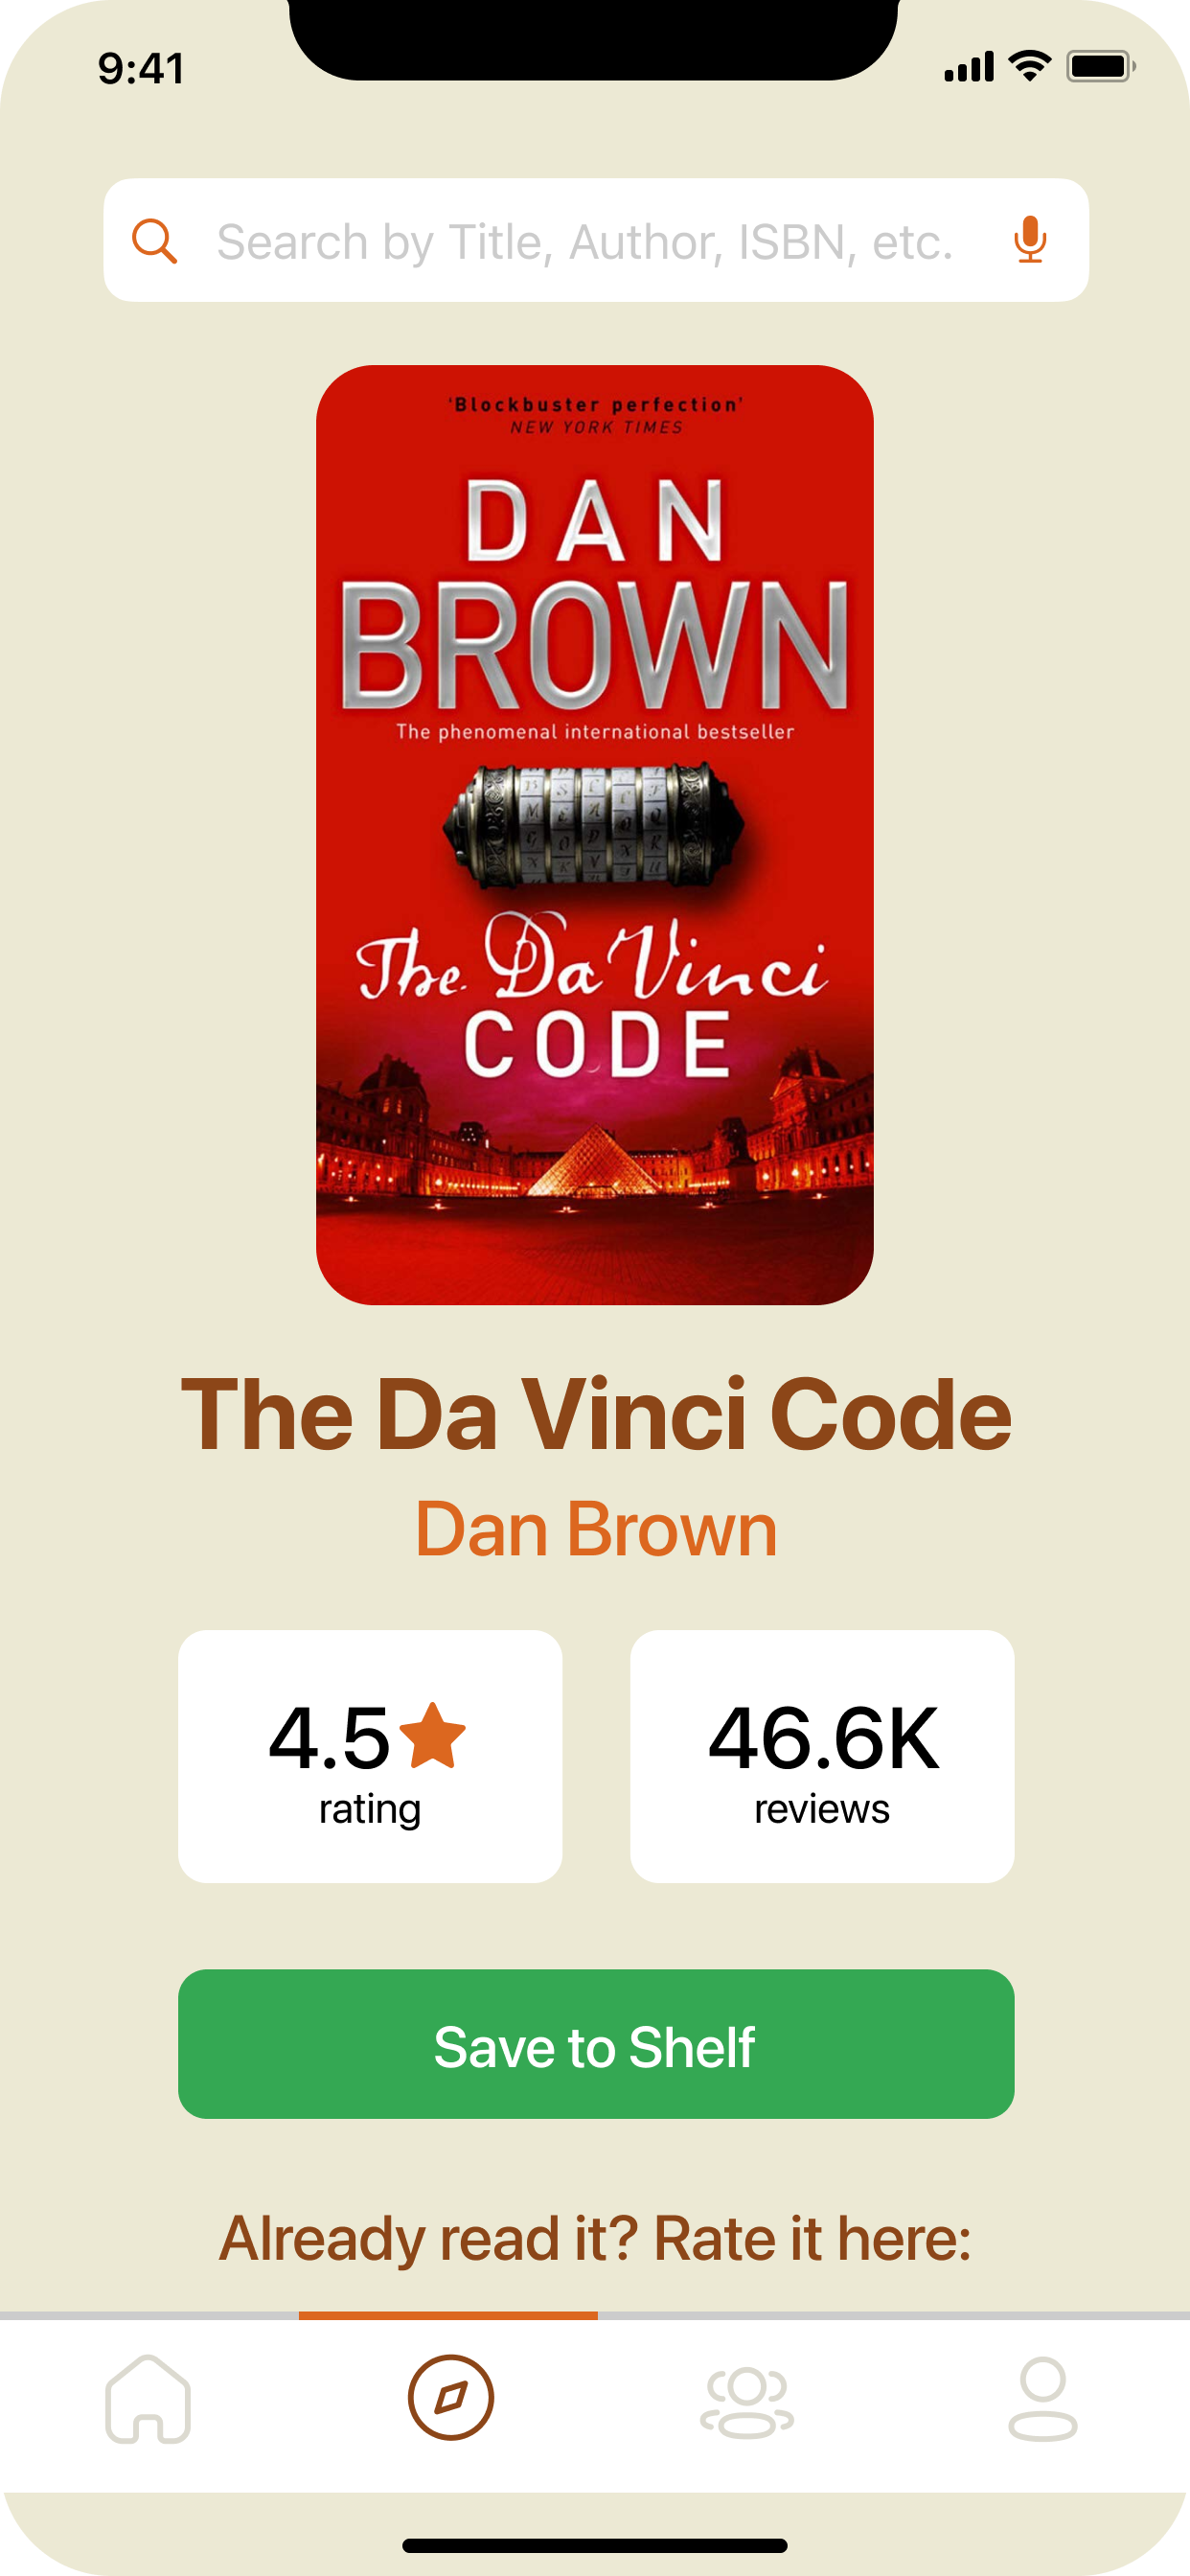 9:41
Search by Title, Author, ISBN, etc.
‘Blockbuster perfection’
NEW YORK TIMES
DAN
BROWN
The phenomenal international bestseller
The Da Vinci
CODE
The Da Vinci Code
Dan Brown
4.5
rating
46.6K
reviews
Save to Shelf
Already read it? Rate it here: